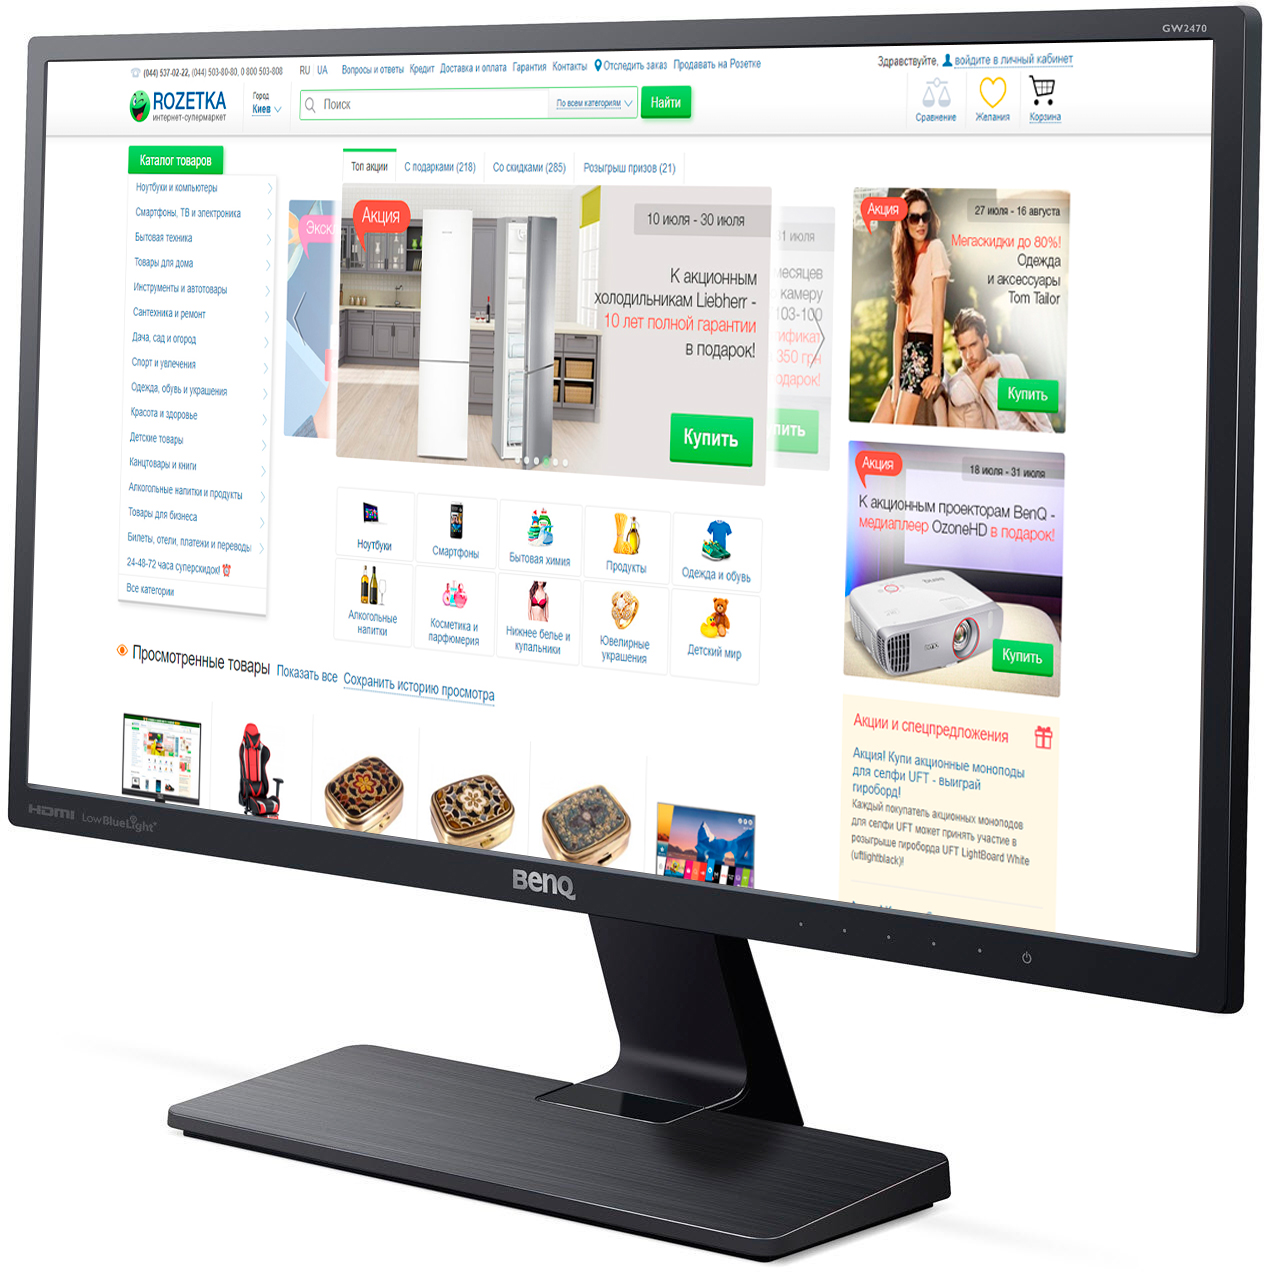 GW2470
(044) 537-02-22, (044) 503-80-80, 0 800 503-808
RU UA
Вопросы и ответы Кредит Доставка и оплата Гарантия Контакты Отследить заказ Продавать на Розетке
Здравствуйте, войдите в личный кабинет
ROZETKA
интернет-супермаркет
Город
Киев
Поиск
По всем категориям
Найти
Сравнение
Желания
Корзина
Каталог товаров
Ноутбуки и компьютеры
Смартфоны, ТВ и электроника
Бытовая техника
Товары для дома
Инструменты и автотовары
Сантехника и ремонт
Дача, сад и огород
Спорт и увлечения
Одежда, обувь и украшения
Красота и здоровье
Детские товары
Канцтовары и книги
Алкогольные напитки и продукты
Товары для бизнеса
Билеты, отели, платежи и переводы
24-48-72 часа суперскидок!
Все категории
Топ акции
С подарками (218)
Со скидками (285)
Розыгрыш призов (21)
Экск
Акция
10 июля - 30 июля
К акционным
холодильникам Liebherr -
10 лет полной гарантии
в подарок!
Купить
31 июля
месяцев
камеру
103-100
тификат
350 грн
одарок!
пить
Акция
27 июля - 16 августа
Мегаскидки до 80%!
Одежда
и аксессуары
Tom Tailor
Купить
Акция
18 июля - 31 июля
К акционным проекторам BenQ -
медиаплеер OzoneHD в подарок!
BenQ
BenQ
Купить
Ноутбуки
Смартфоны
Бытовая химия
Продукты
Одежда и обувь
Алкогольные
напитки
Косметика и
парфюмерия
Нижнее белье и
купальники
Ювелирные
украшения
Детский мир
Просмотренные товары Показать все Сохранить историю просмотра
Акции и спецпредложения
Акция! Купи акционные моноподы
для селфи UFT - выиграй
гироборд!
Каждый покупатель акционных моноподов
для селфи UFT может принять участие в
розыгрыше гироборда UFT LightBoard White
(uftlightblack)!
HDMI
Low BlueLight+
BenQ